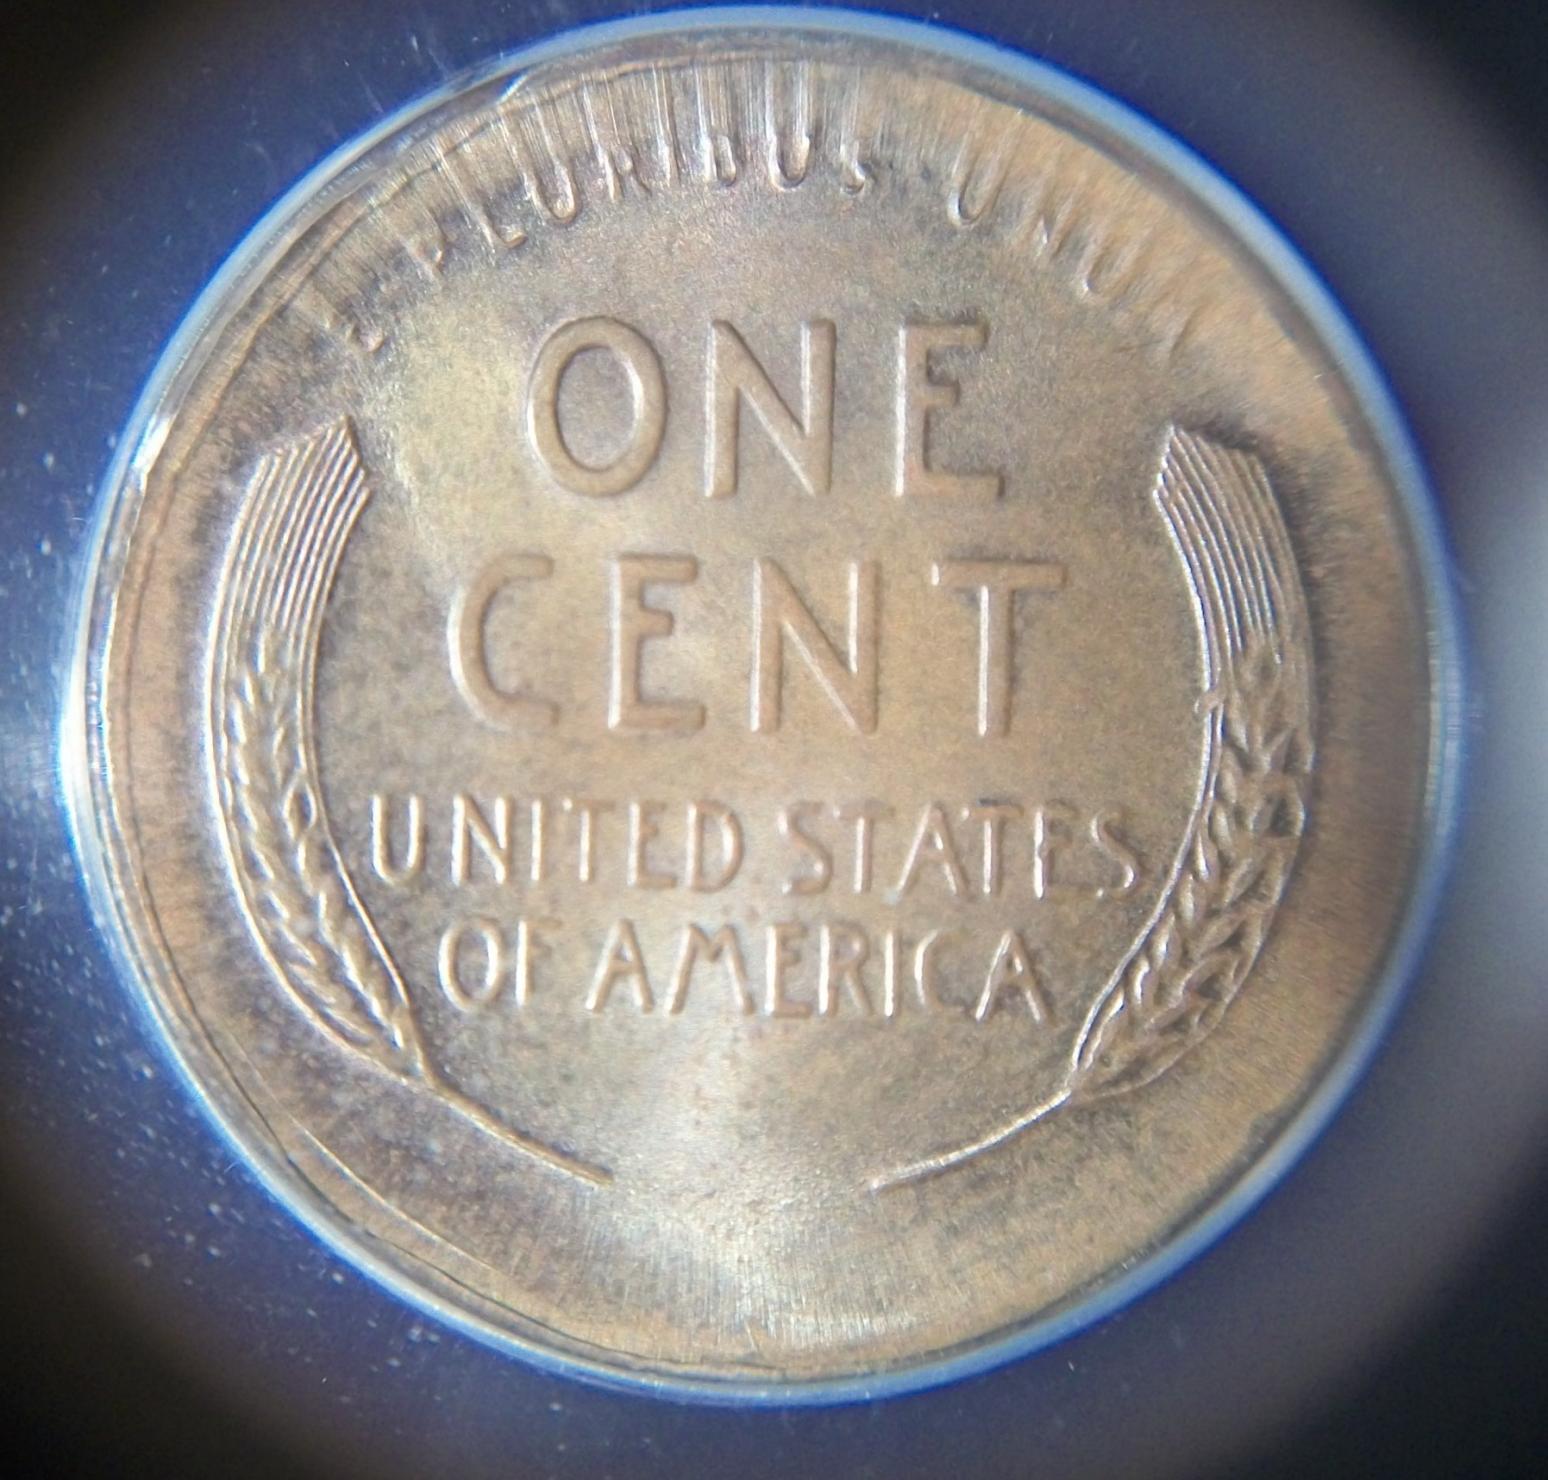 E PLURIBUS UNUM
ONE
CENT
UNITED STATES
OF AMERICA